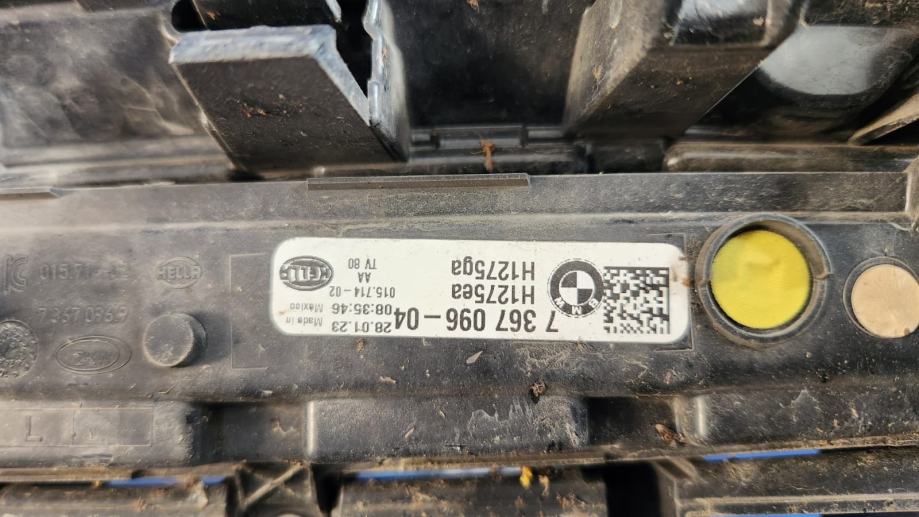 BMW
7 367 096-04
H1275ea
H1275ga
28.01.23
08:35:46
015.714-02
AA
TV 80
Made in
Mexico
HELLA
HELLA
L